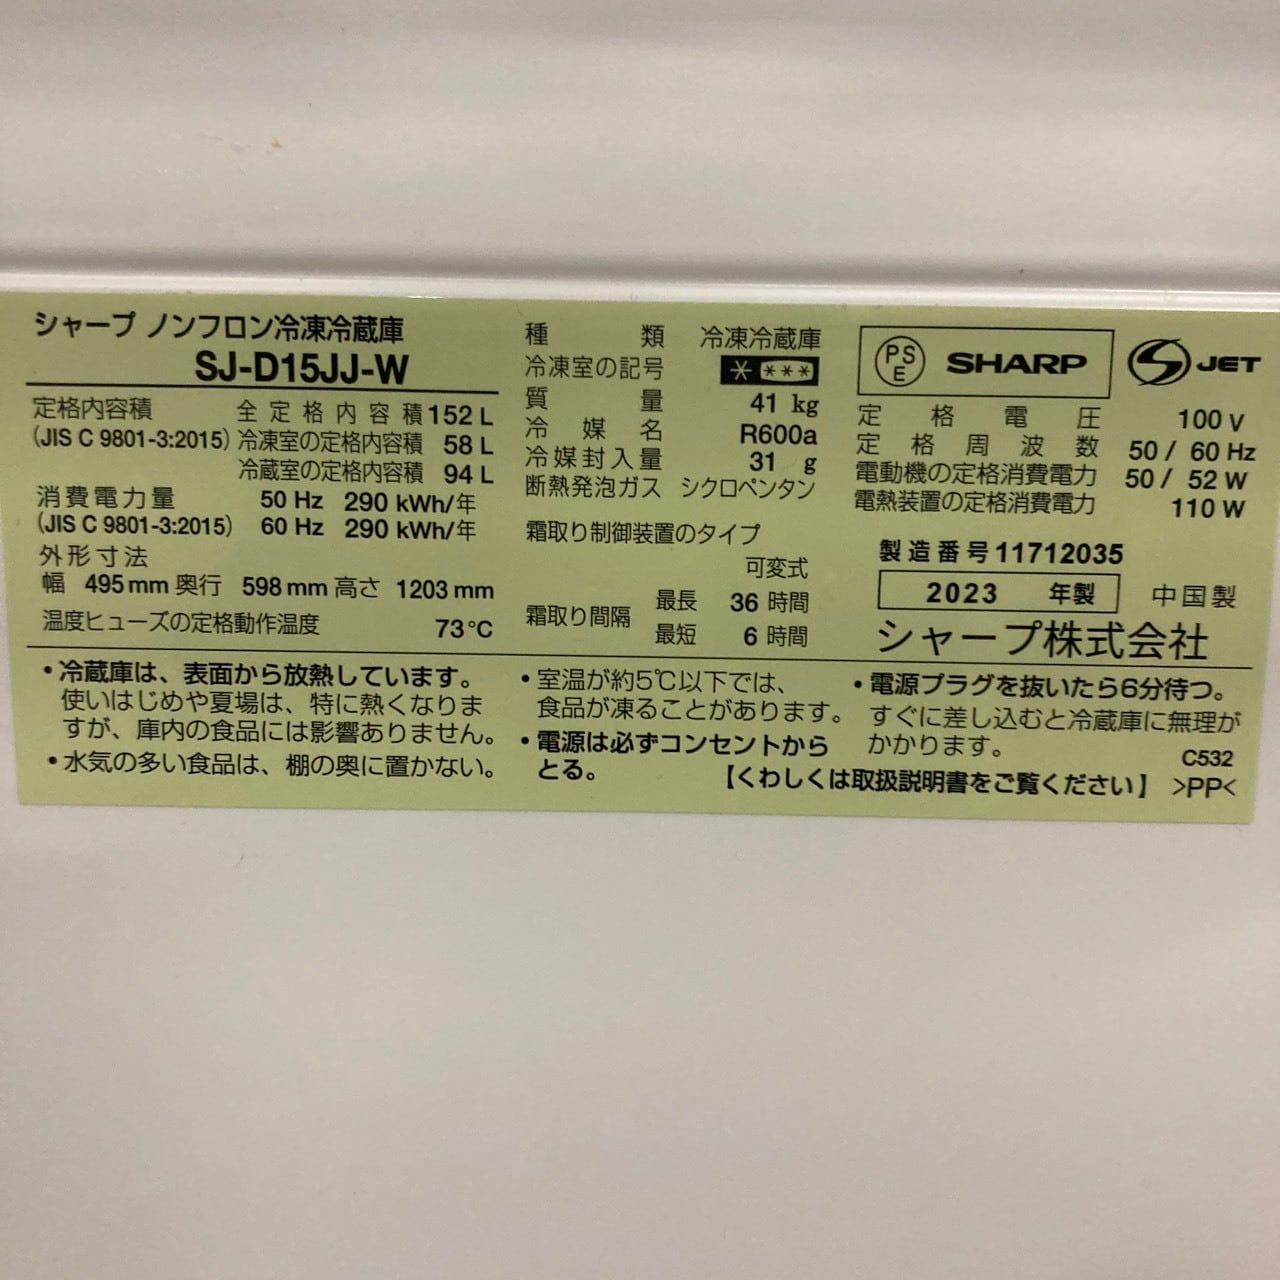 シャープ ノンフロン冷凍冷蔵庫
SJ-D15JJ-W
定格内容積 全定格内容積 152 L
(JIS C 9801-3:2015) 冷凍室の定格内容積 58 L
冷蔵室の定格内容積 94 L
消費電力量 50 Hz 290 kWh/年
(JIS C 9801-3:2015) 60 Hz 290 kWh/年
外形寸法
幅 495 mm 奥行 598 mm 高さ 1203 mm
温度ヒューズの定格動作温度 73℃
種類 冷凍冷蔵庫
冷凍室の記号 * ***
質量 41 kg
冷媒名 R600a
冷媒封入量 31 g
断熱発泡ガス シクロペンタン
霜取り制御装置のタイプ
可変式
霜取り間隔 最長 36 時間
最短 6 時間
PSE SHARP S JET
定格電圧 100 V
定格周波数 50 / 60 Hz
電動機の定格消費電力 50 / 52 W
電熱装置の定格消費電力 110 W
製造番号 11712035
2023 年製 中国製
シャープ株式会社
・冷蔵庫は、表面から放熱しています。
使いはじめや夏場は、特に熱くなりま
すが、庫内の食品には影響ありません。
・水気の多い食品は、棚の奥に置かない。
・室温が約5℃以下では、
食品が凍ることがあります。
・電源は必ずコンセントから
とる。
・電源プラグを抜いたら6分待つ。
すぐに差し込むと冷蔵庫に無理が
かかります。
C532
【くわしくは取扱説明書をご覧ください】 >PP<